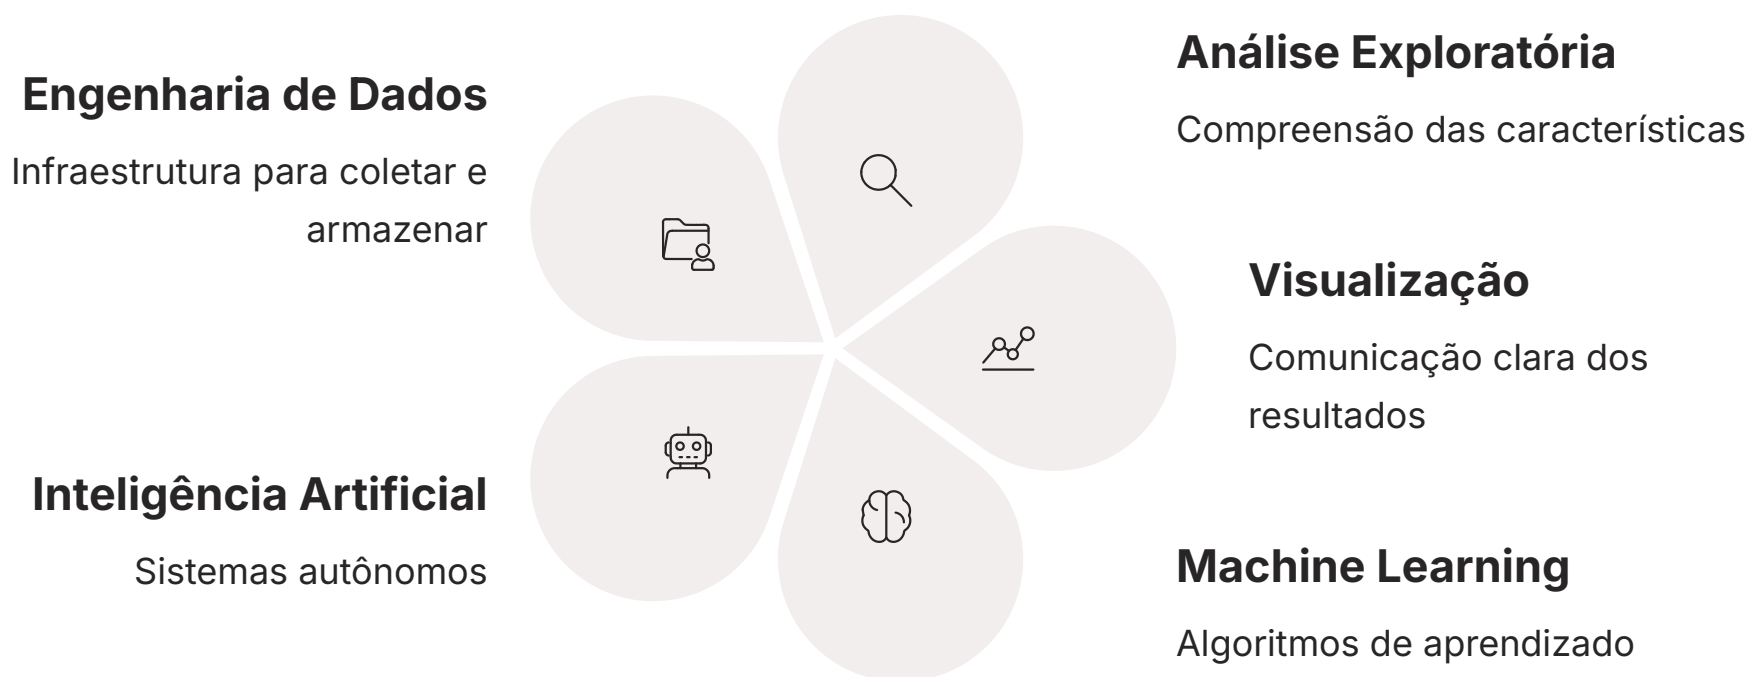 Engenharia de Dados
Infraestrutura para coletar e
armazenar
Análise Exploratória
Compreensão das características
Visualização
Comunicação clara dos
resultados
Inteligência Artificial
Sistemas autônomos
Machine Learning
Algoritmos de aprendizado